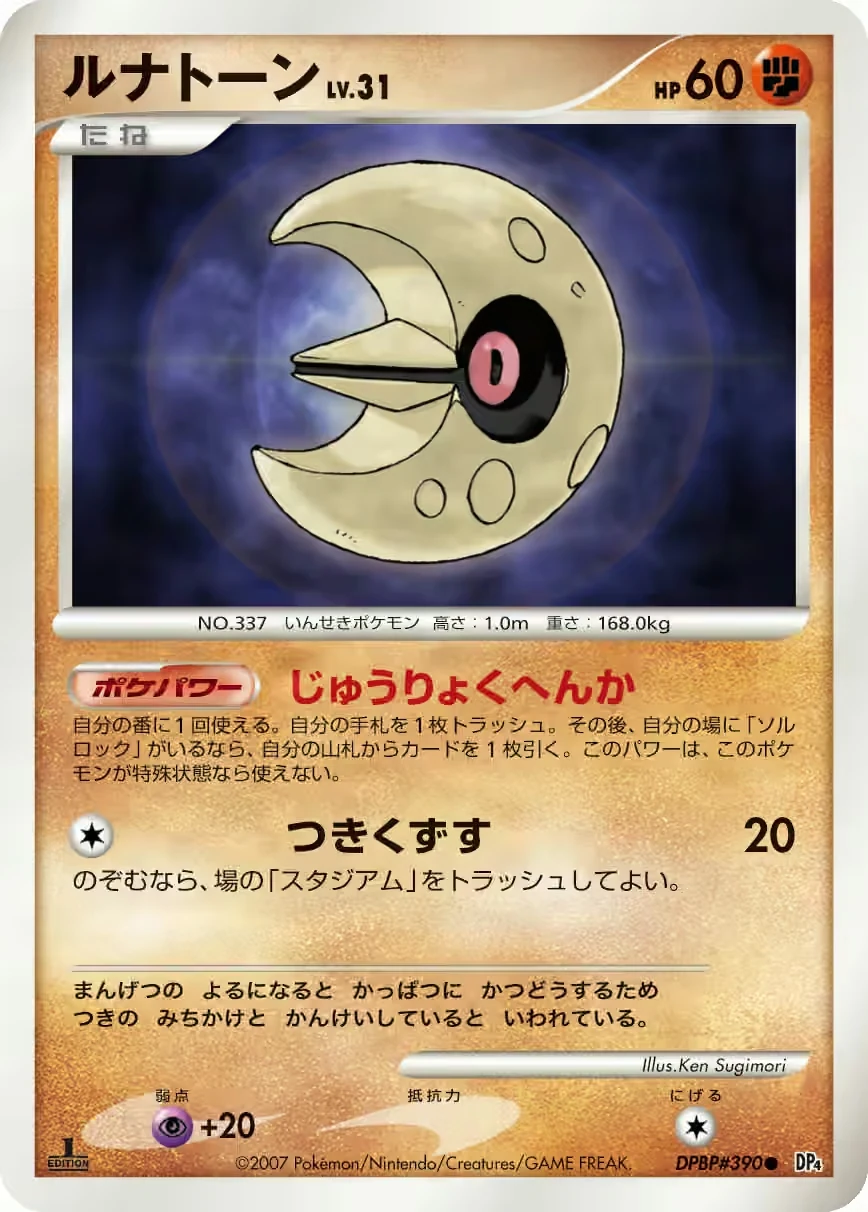 ルナトーン LV.31 HP60
たね
NO.337 いんせきポケモン 高さ：1.0m 重さ：168.0kg
ポケパワー じゅうりょくへんか
自分の番に1回使える。自分の手札を1枚トラッシュ。その後、自分の場に「ソル
ロック」がいるなら、自分の山札からカードを1枚引く。このパワーは、このポケ
モンが特殊状態なら使えない。
つきくずす 20
のぞむなら、場の「スタジアム」をトラッシュしてよい。
まんげつの よるになると かっぱつに かつどうするため
つきの みちかけと かんけいしていると いわれている。
Illus.Ken Sugimori
弱点 抵抗力 にげる
+20
1 EDITION ©2007 Pokémon/Nintendo/Creatures/GAME FREAK. DPBP#390● DP4